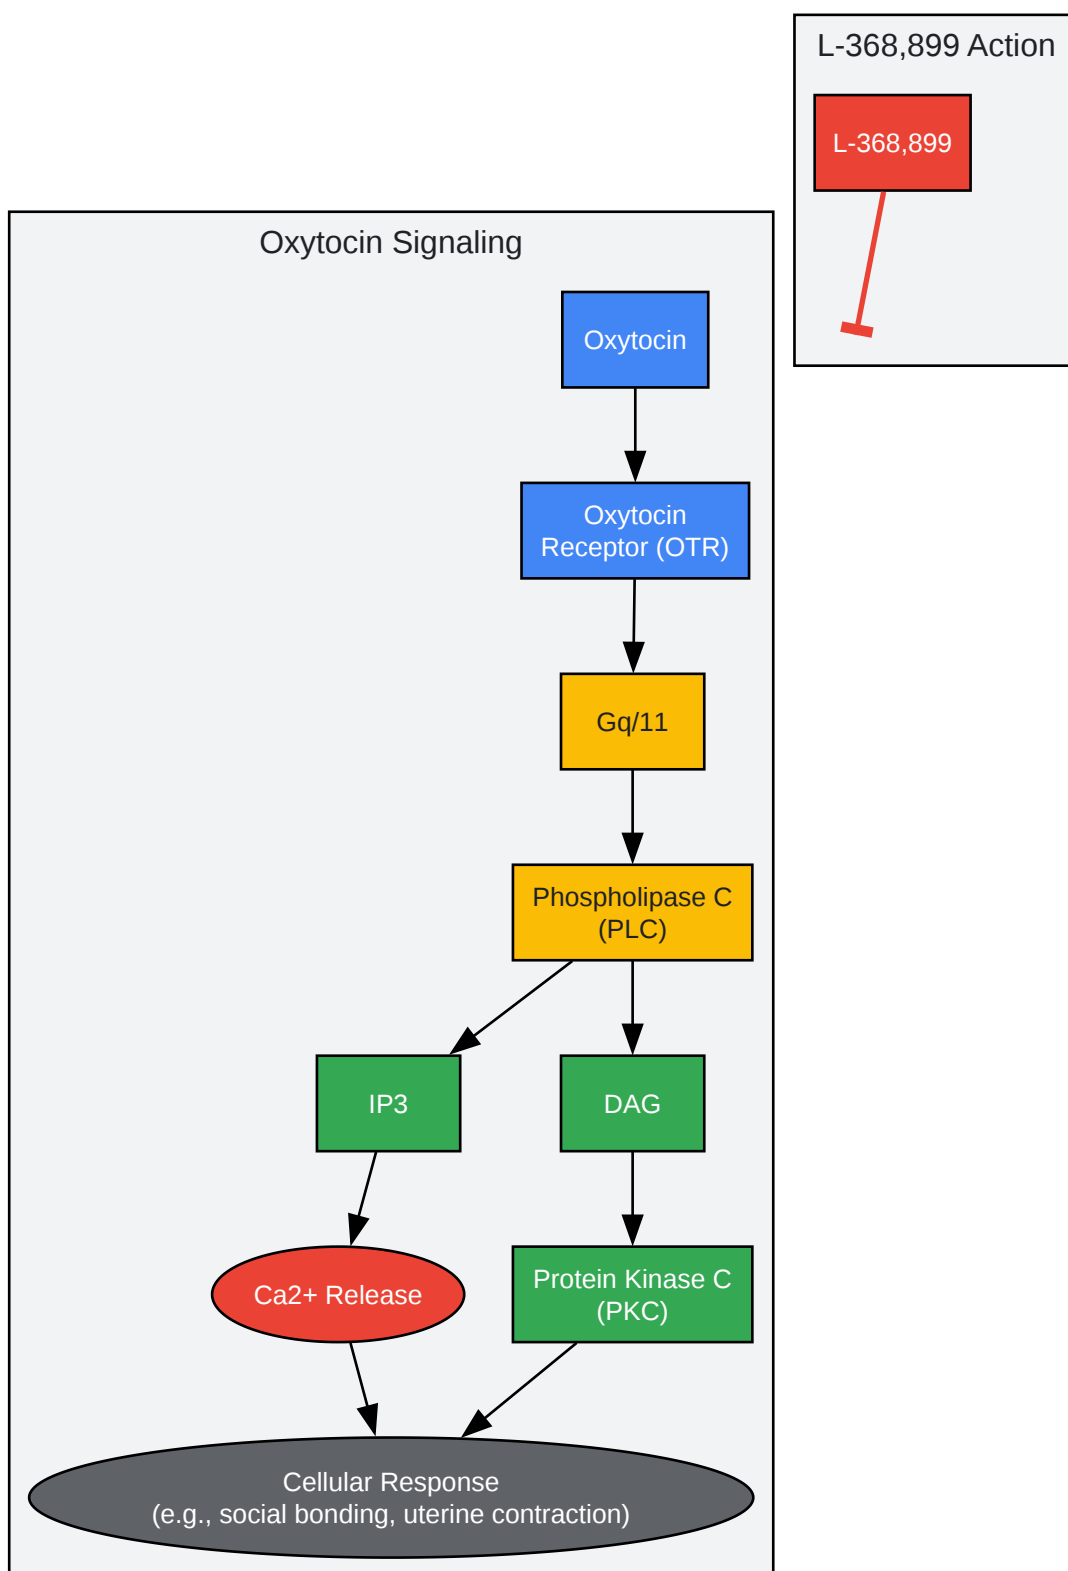 L-368,899 Action
L-368,899
Oxytocin Signaling
Oxytocin
Oxytocin
Receptor (OTR)
Gq/11
Phospholipase C
(PLC)
IP3
DAG
Ca2+ Release
Protein Kinase C
(PKC)
Cellular Response
(e.g., social bonding, uterine contraction)